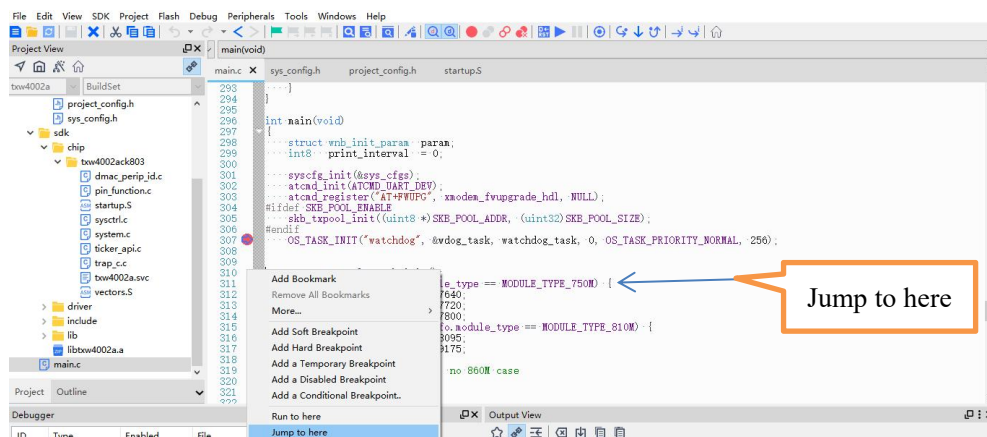 File Edit View SDK Project Flash Debug Peripherals Tools Windows Help
Project View
main(void)
main.c sys_config.h project_config.h startup.S
txw4002a BuildSet
project_config.h
sys_config.h
sdk
chip
txw4002ack803
dmac_perip_id.c
pin_function.c
startup.S
sysctrl.c
system.c
ticker_api.c
trap_c.c
txw4002a.svc
vectors.S
driver
include
lib
libtxw4002a.a
main.c
Project Outline
293 }
294 }
295
296 int main(void)
297 {
298 struct wnb_init_param param;
299 int8 print_interval = 0;
300
301 syscfg_init(&sys_cfgs);
302 atcmd_init(ATCMD_UART_DEV);
303 atcmd_register("AT+FWUPG", xmodem_fwupgrade_hdl, NULL);
304 #ifdef SKB_POOL_ENABLE
305 skb_txpool_init((uint8 *)SKB_POOL_ADDR, (uint32)SKB_POOL_SIZE);
306 #endif
307 OS_TASK_INIT("watchdog", &wdog_task, watchdog_task, 0, OS_TASK_PRIORITY_NORMAL, 256);
308
309
310
311 e_type == MODULE_TYPE_750M) {
312 7640;
313 7720;
314 7800;
315 fo.module_type == MODULE_TYPE_810M) {
316 8095;
317 9175;
318
319 no 860M case
320
321
322
Add Bookmark
Remove All Bookmarks
More... >
Add Soft Breakpoint
Add Hard Breakpoint
Add a Temporary Breakpoint
Add a Disabled Breakpoint
Add a Conditional Breakpoint..
Run to here
Jump to here
Jump to here
Debugger
Output View
ID Type Enabled File